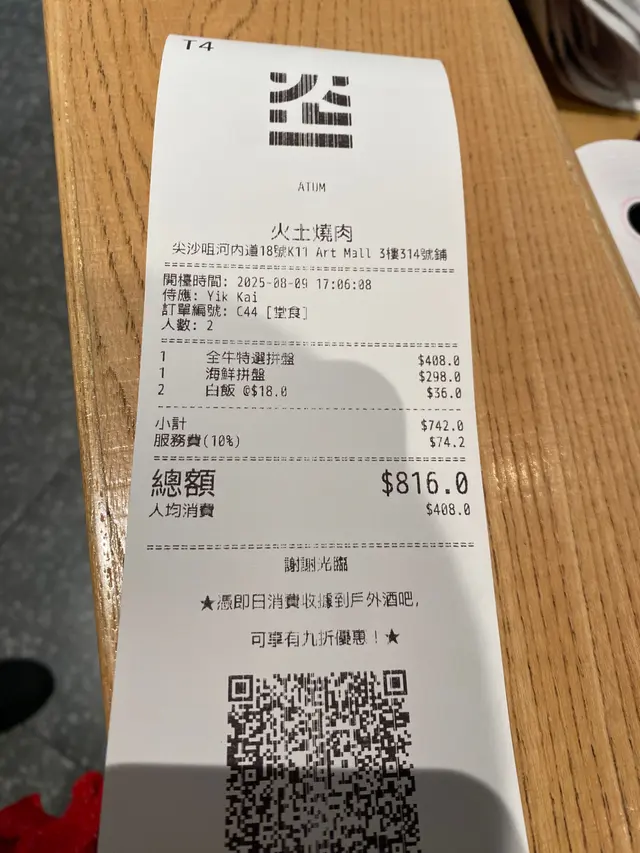 T4
ATUM
火土燒肉
尖沙咀河內道18號K11 Art Mall 3樓314號鋪
開檯時間: 2025-08-09 17:06:08
侍應: Yik Kai
訂單編號: C44 [堂食]
人數: 2
1 全牛特選拼盤 $408.0
1 海鮮拼盤 $298.0
2 白飯 @$18.0 $36.0
小計 $742.0
服務費(10%) $74.2
總額 $816.0
人均消費 $408.0
謝謝光臨
★憑即日消費收據到戶外酒吧,
可享有九折優惠！★